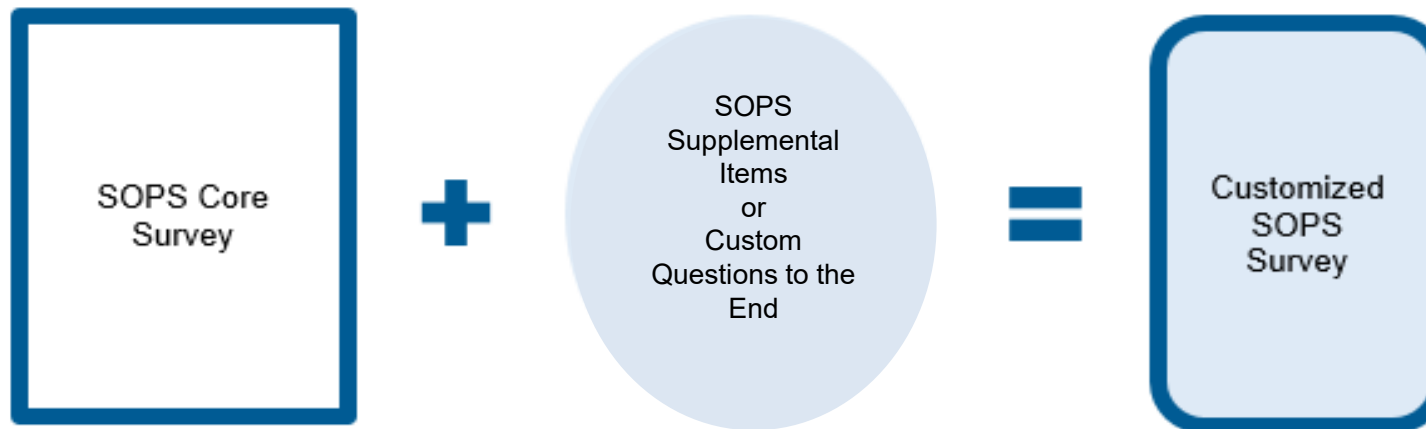 SOPS Core
Survey
+
SOPS
Supplemental
Items
or
Custom
Questions to the
End
=
Customized
SOPS
Survey